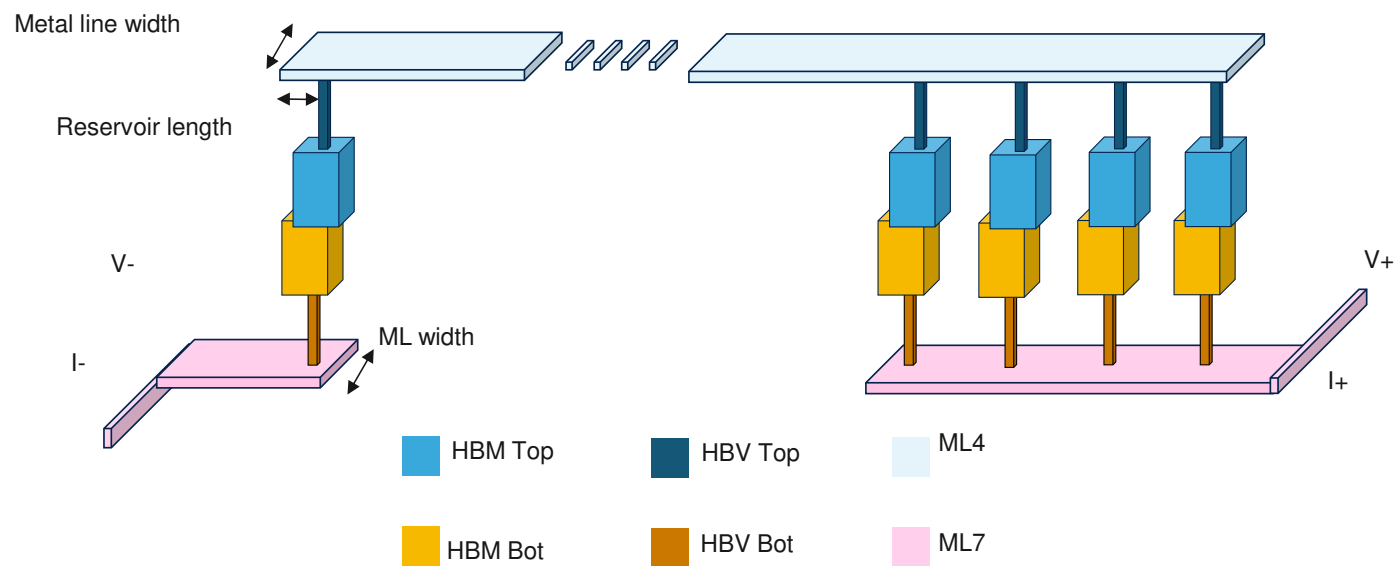 Metal line width
Reservoir length
V-
V+
ML width
I-
I+
HBM Top
HBV Top
ML4
HBM Bot
HBV Bot
ML7